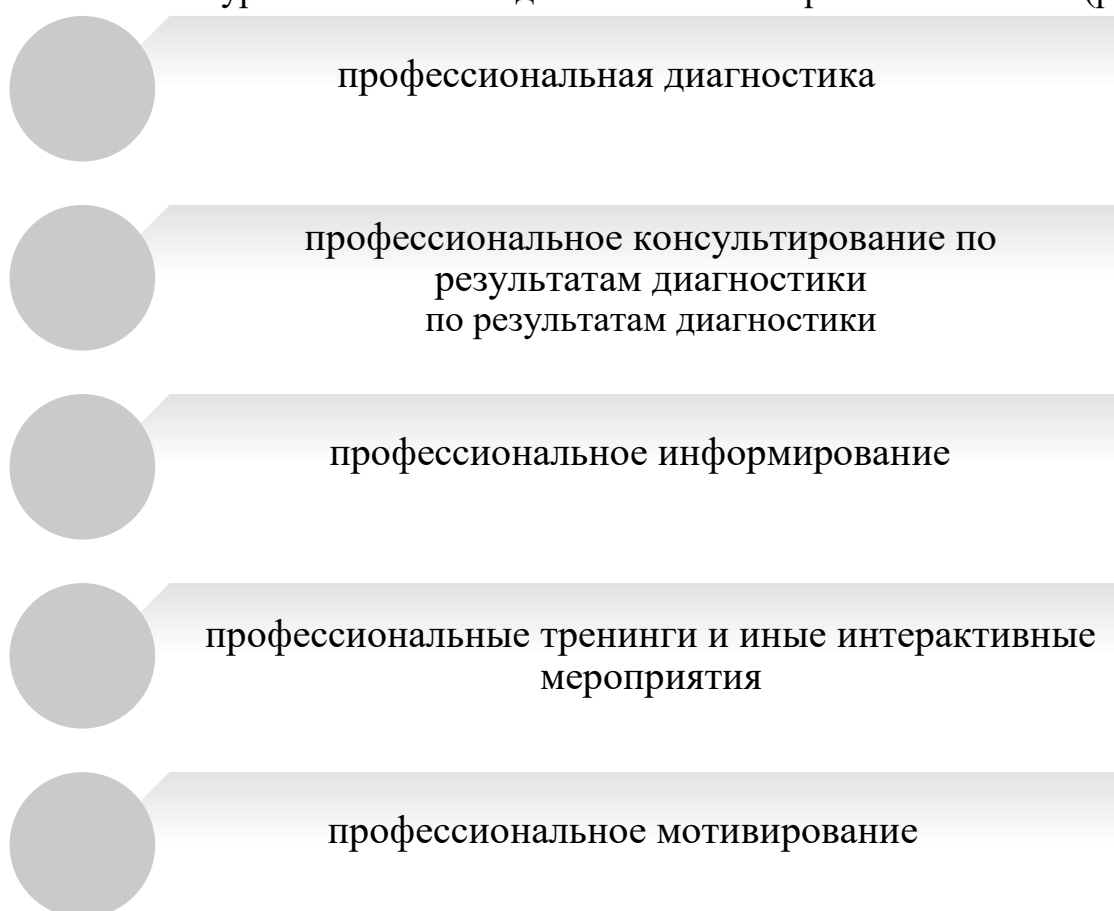 профессиональная диагностика
профессиональное консультирование по
результатам диагностики
по результатам диагностики
профессиональное информирование
профессиональные тренинги и иные интерактивные
мероприятия
профессиональное мотивирование